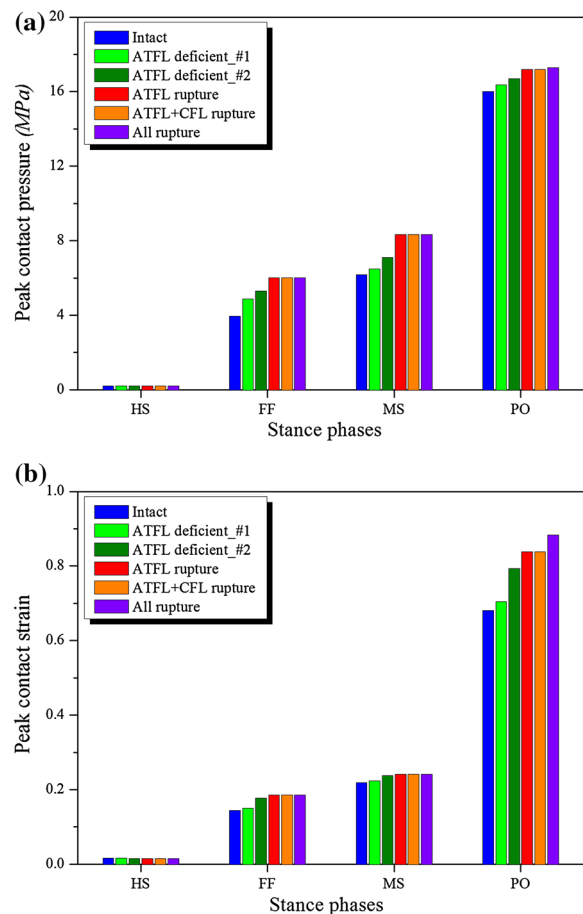 (a)
20
16
12
8
4
0
Peak contact pressure (MPa)
Intact
ATFL deficient_#1
ATFL deficient_#2
ATFL rupture
ATFL+CFL rupture
All rupture
HS FF MS PO
Stance phases
(b)
1.0
0.8
0.6
0.4
0.2
0.0
Peak contact strain
Intact
ATFL deficient_#1
ATFL deficient_#2
ATFL rupture
ATFL+CFL rupture
All rupture
HS FF MS PO
Stance phases